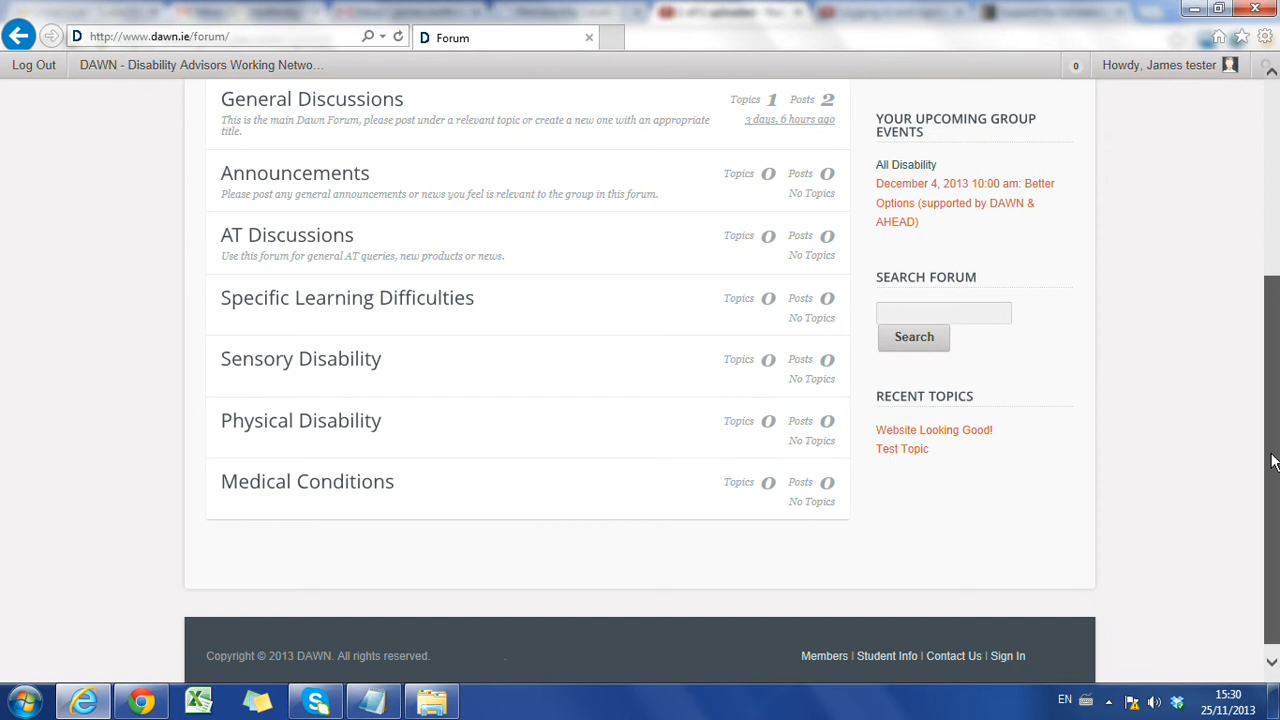 http://www.dawn.ie/forum/
D Forum
Log Out
DAWN - Disability Advisors Working Netwo...
0
Howdy, James tester
General Discussions
Topics 1 Posts 2
This is the main Dawn Forum, please post under a relevant topic or create a new one with an appropriate
title.
3 days, 6 hours ago
Announcements
Topics 0 Posts 0
Please post any general announcements or news you feel is relevant to the group in this forum.
No Topics
AT Discussions
Topics 0 Posts 0
Use this forum for general AT queries, new products or news.
No Topics
Specific Learning Difficulties
Topics 0 Posts 0
No Topics
Sensory Disability
Topics 0 Posts 0
No Topics
Physical Disability
Topics 0 Posts 0
No Topics
Medical Conditions
Topics 0 Posts 0
No Topics
YOUR UPCOMING GROUP
EVENTS
All Disability
December 4, 2013 10:00 am: Better
Options (supported by DAWN &
AHEAD)
SEARCH FORUM
Search
RECENT TOPICS
Website Looking Good!
Test Topic
Copyright © 2013 DAWN. All rights reserved.
Members | Student Info | Contact Us | Sign In
EN
15:30
25/11/2013